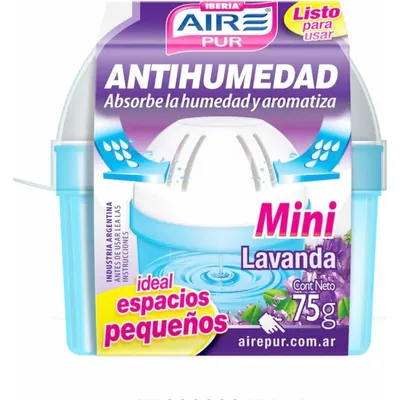 IBERIA
AIRE
PUR
Listo
para
usar
ANTIHUMEDAD
Absorbe la humedad y aromatiza
Mini
Lavanda
Cont Neto
75g
INDUSTRIA ARGENTINA
ANTES DE USAR LEA LAS
INSTRUCCIONES
ideal
espacios
pequeños
airepur.com.ar